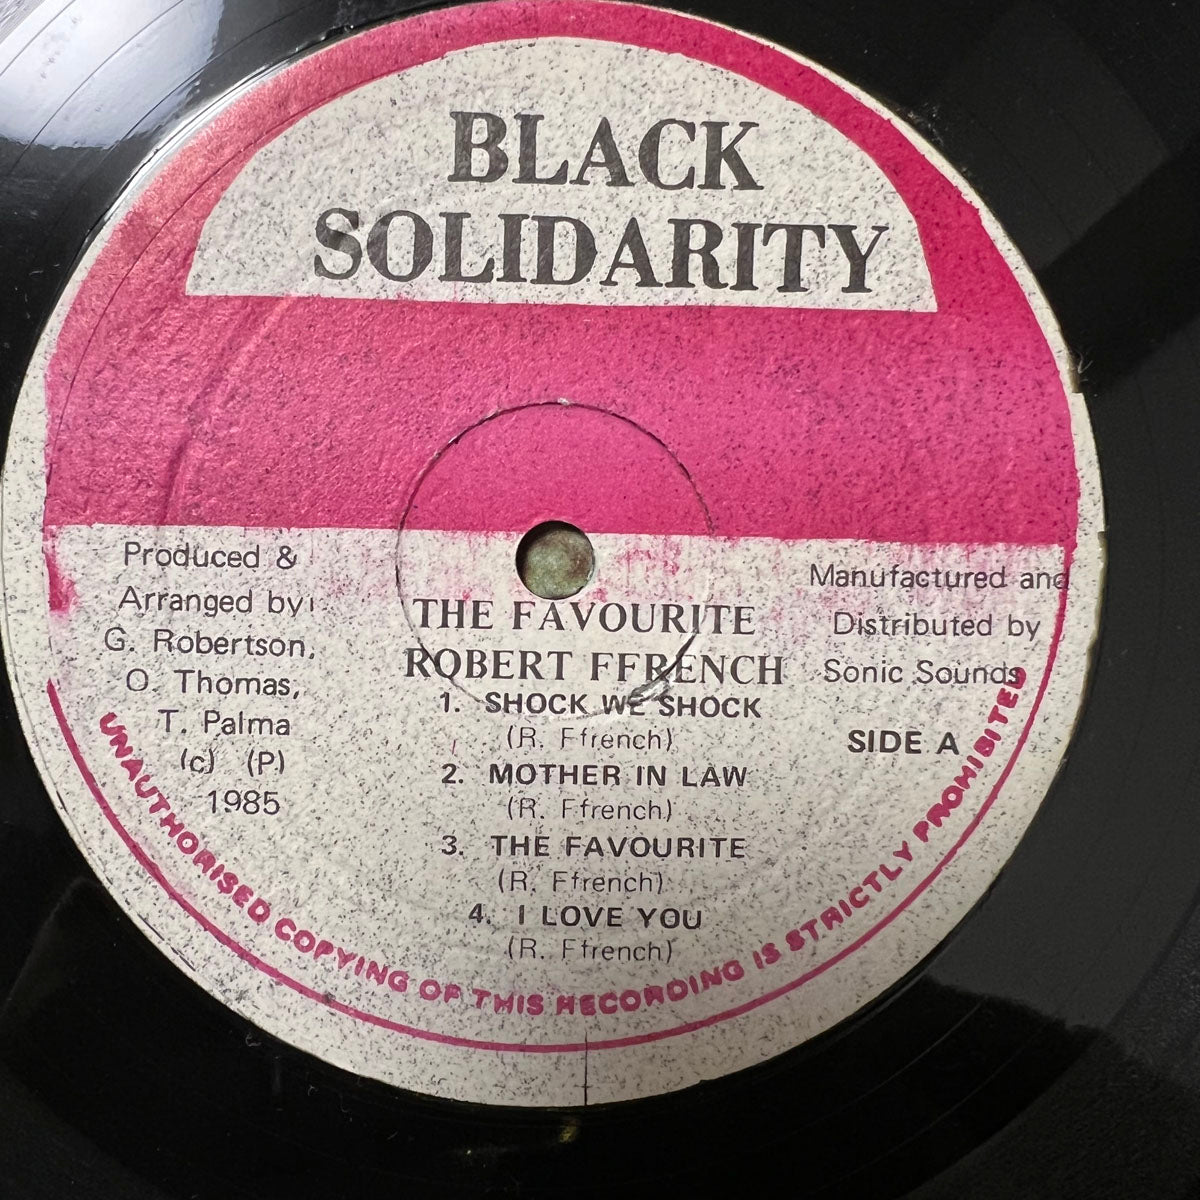 BLACK
SOLIDARITY
Produced &
Arranged by:
G. Robertson,
O. Thomas,
T. Palma
(c) (P)
1985
THE FAVOURITE
ROBERT FFRENCH
1. SHOCK WE SHOCK
(R. Ffrench)
2. MOTHER IN LAW
(R. Ffrench)
3. THE FAVOURITE
(R. Ffrench)
4. I LOVE YOU
(R. Ffrench)
Manufactured and
Distributed by
Sonic Sounds
SIDE A
UNAUTHORISED COPYING OF THIS RECORDING IS STRICTLY PROHIBITED